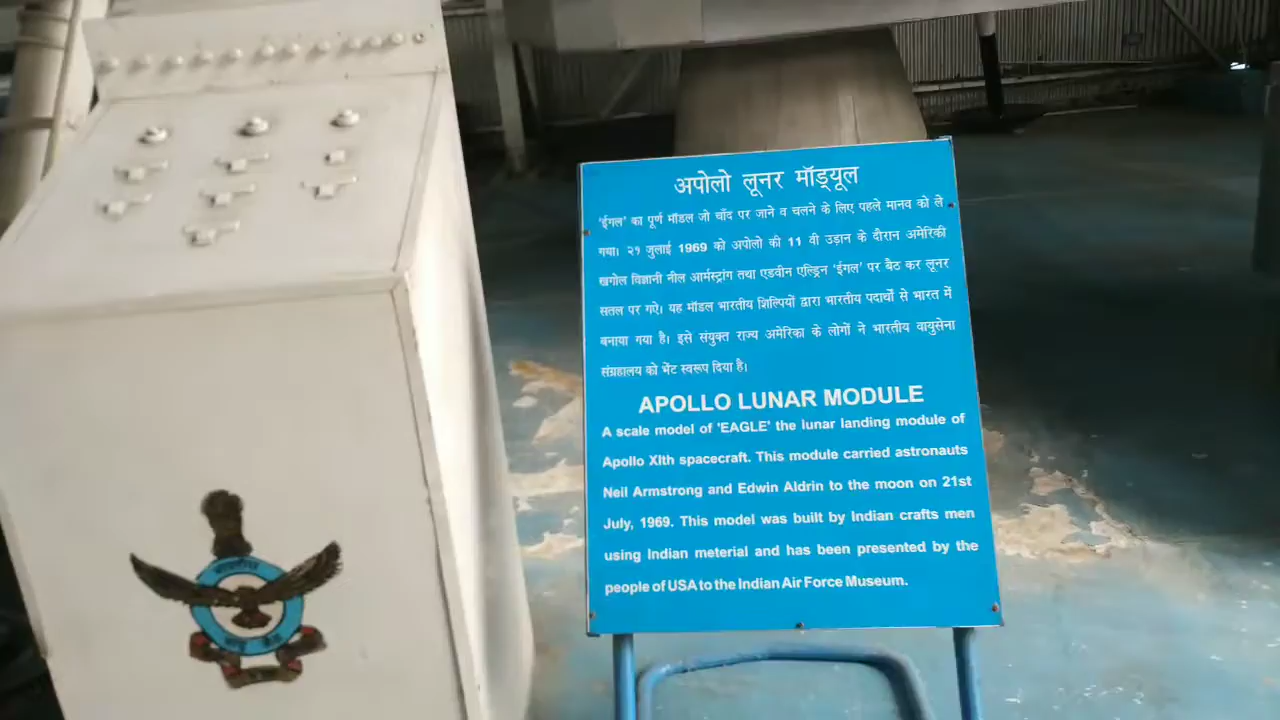 अपोलो लूनर मॉड्यूल
'ईगल' का पूर्ण मॉडल जो चाँद पर जाने व चलने के लिए पहले मानव को ले
गया। २१ जुलाई 1969 को अपोलो की 11 वी उड़ान के दौरान अमेरिकी
खगोल विज्ञानी नील आर्मस्ट्रांग तथा एडवीन एल्ड्रिन 'ईगल' पर बैठ कर लूनर
सतल पर गऐ। यह मॉडल भारतीय शिल्पियों द्वारा भारतीय पदार्थों से भारत में
बनाया गया है। इसे संयुक्त राज्य अमेरिका के लोगों ने भारतीय वायुसेना
संग्रहालय को भेंट स्वरूप दिया है।
APOLLO LUNAR MODULE
A scale model of 'EAGLE' the lunar landing module of
Apollo XIth spacecraft. This module carried astronauts
Neil Armstrong and Edwin Aldrin to the moon on 21st
July, 1969. This model was built by Indian crafts men
using Indian meterial and has been presented by the
people of USA to the Indian Air Force Museum.